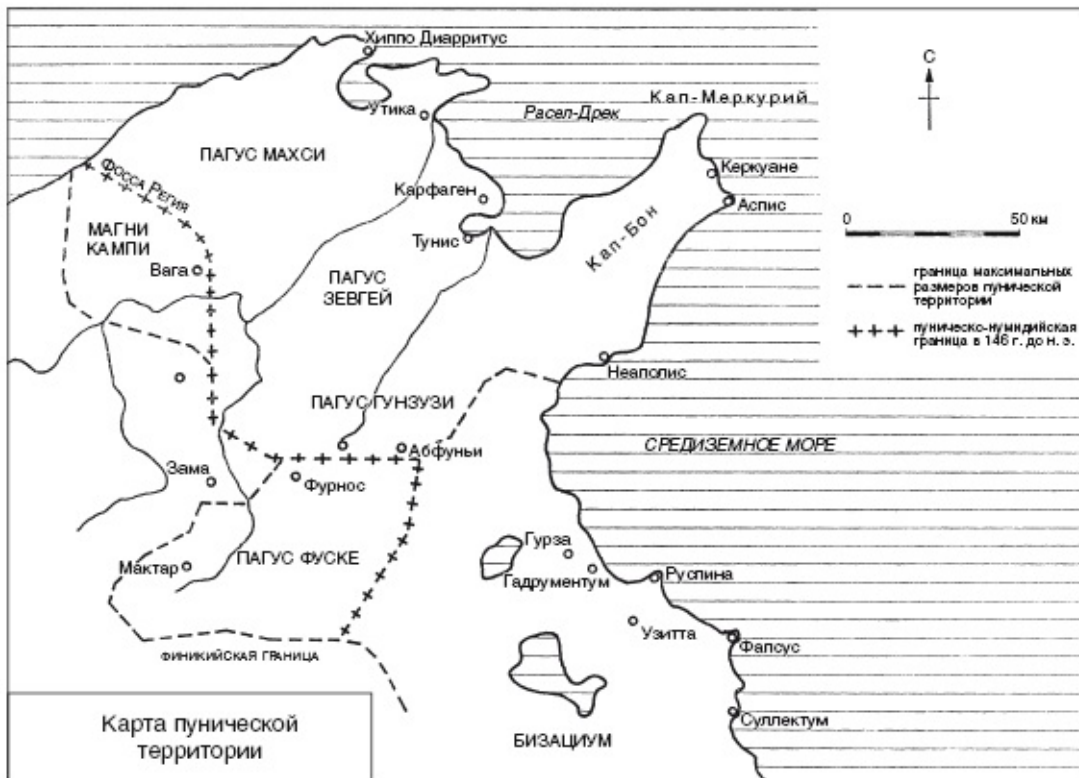 Хиппо Диарритус
С
Кап-Меркурий
Утика
Расел-Дрек
ПАГУС МАХСИ
ФОССА РЕГИЯ
Керкуане
Карфаген
Аспис
0 50 км
МАГНИ
КАМПИ
Тунис
Кап-Бон
Вага
ПАГУС
ЗЕВГЕЙ
граница максимальных
размеров пунической
территории
пуническо-нумидийская
граница в 146 г. до н. э.
Неаполис
ПАГУС ГУНЗУЗИ
Абфуньи
СРЕДИЗЕМНОЕ МОРЕ
Зама
Фурнос
Гурза
ПАГУС ФУСКЕ
Мактар
Гадрументум
Руспина
Узитта
Фапсус
ФИНИКИЙСКАЯ ГРАНИЦА
Суллектум
БИЗАЦИУМ
Карта пунической
территории